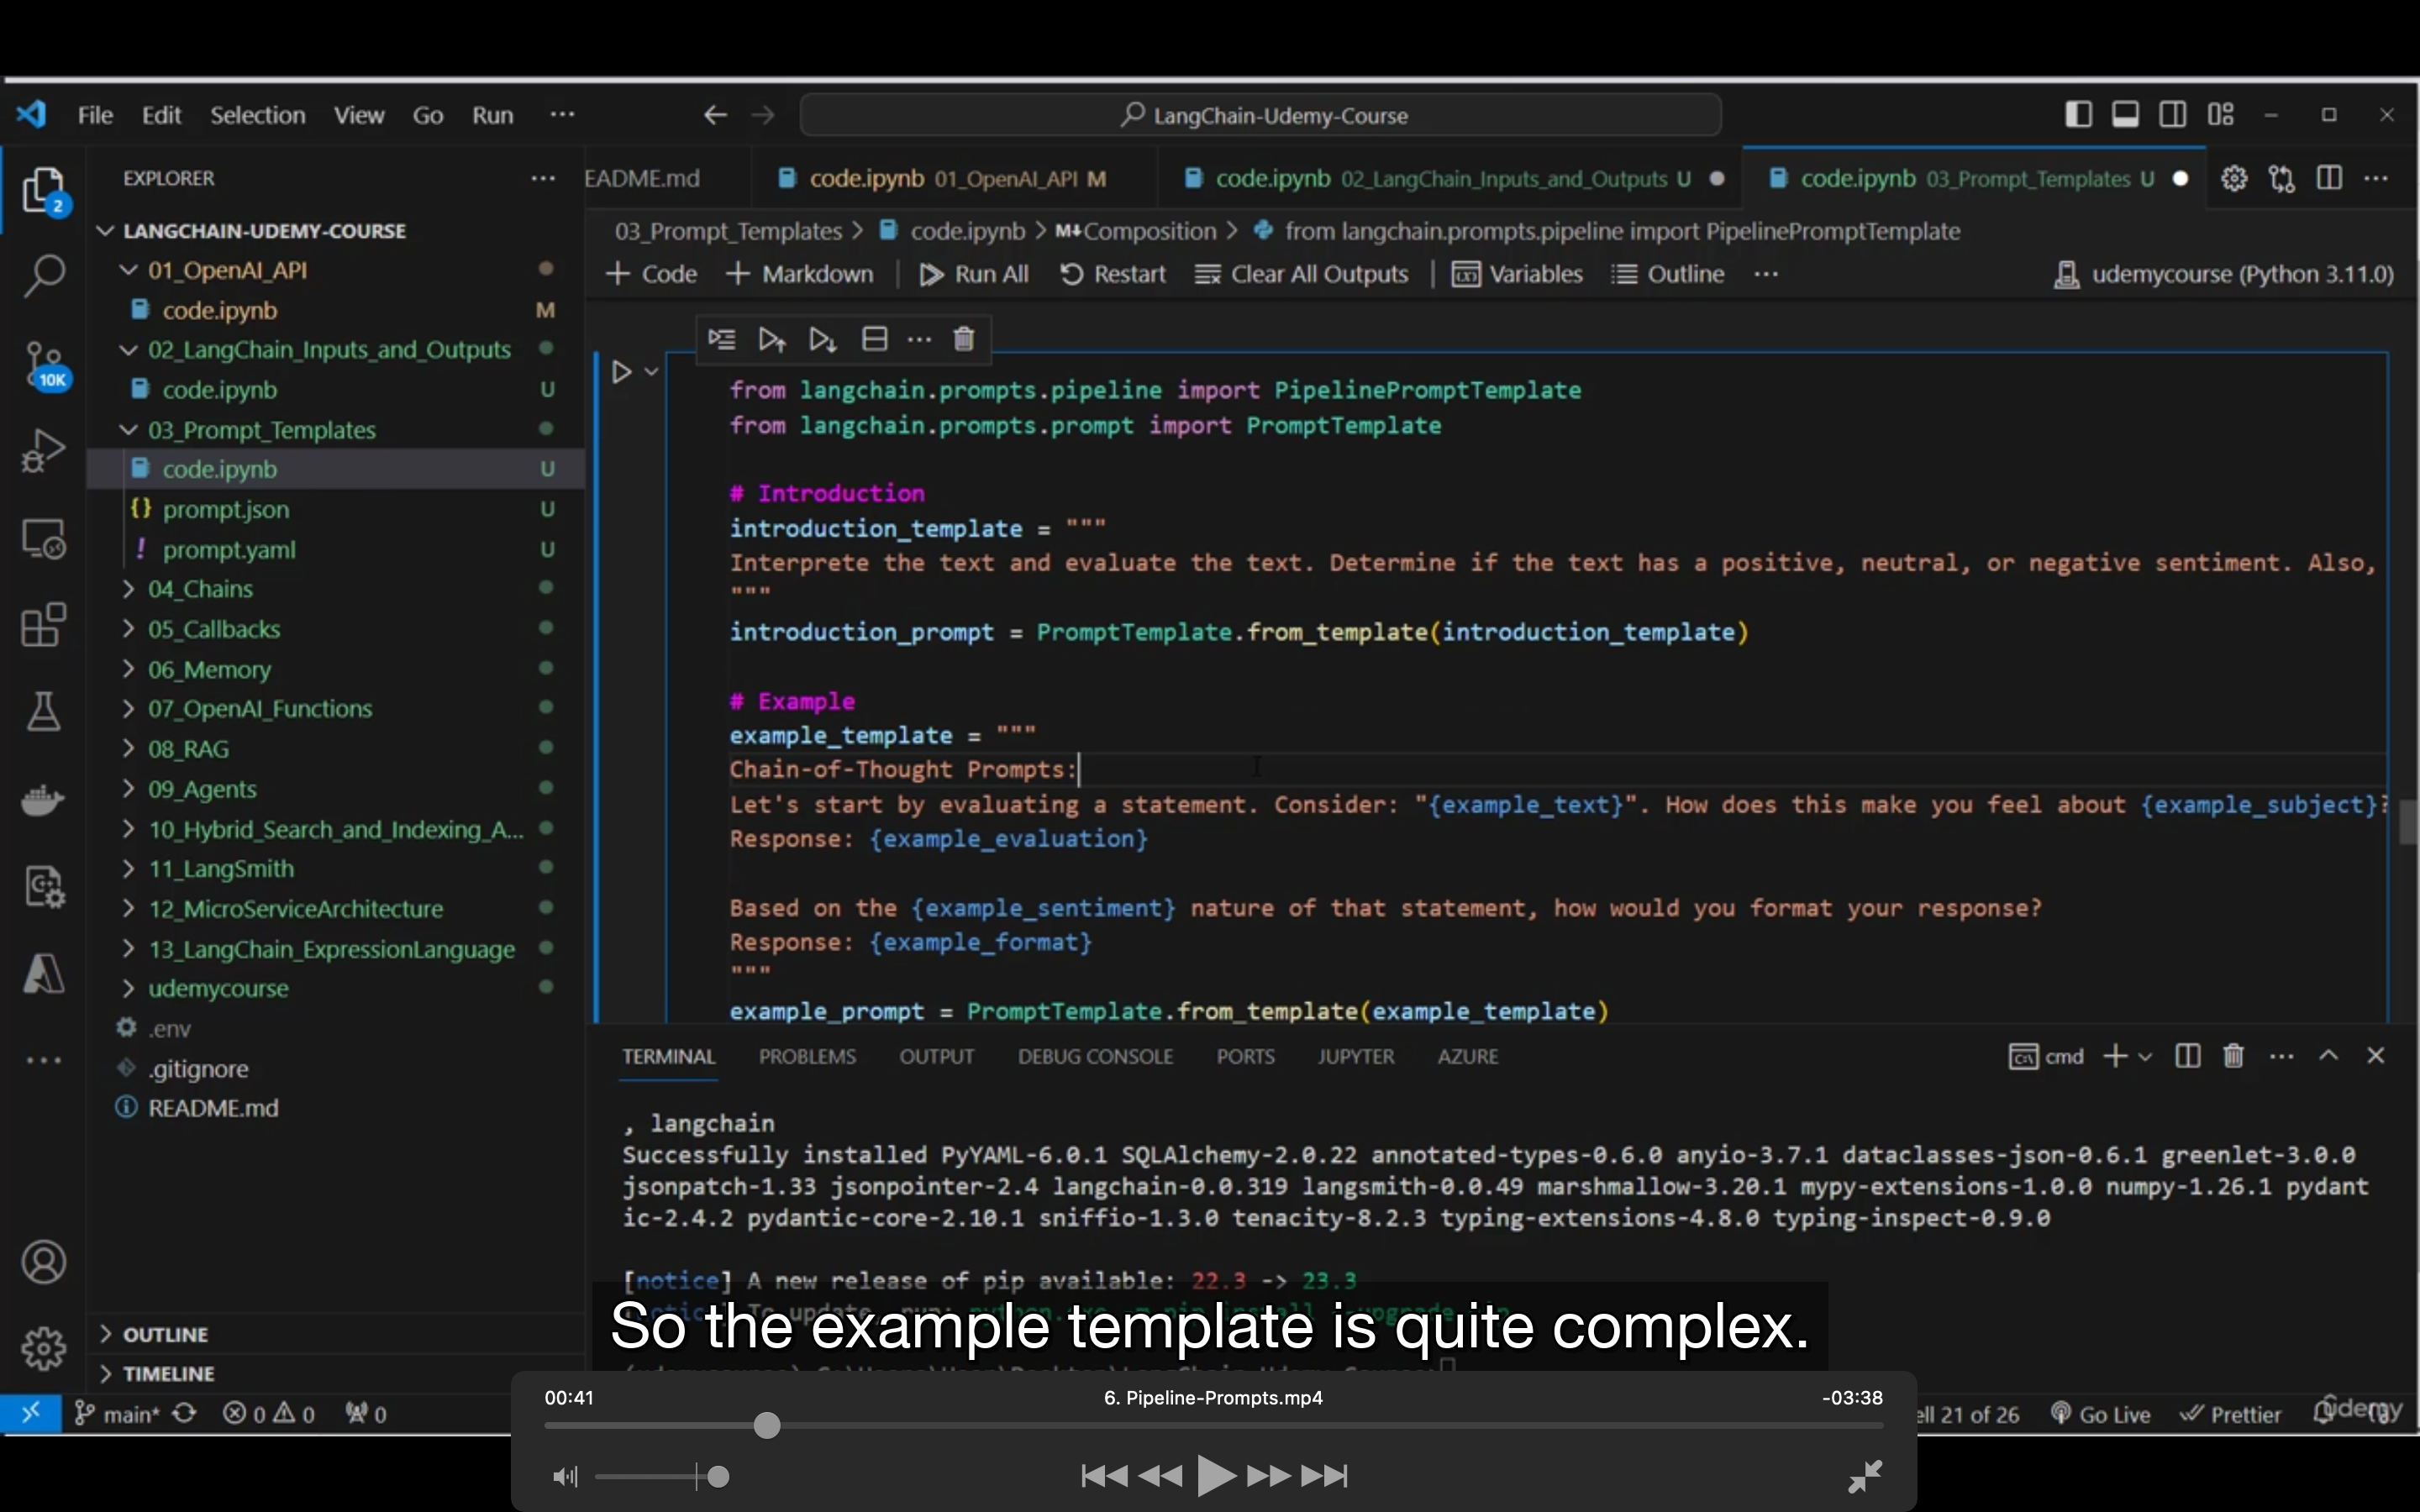 File Edit Selection View Go Run ··· LangChain-Udemy-Course
EXPLORER
EADME.md code.ipynb 01_OpenAI_API M code.ipynb 02_LangChain_Inputs_and_Outputs U code.ipynb 03_Prompt_Templates U
2
LANGCHAIN-UDEMY-COURSE
03_Prompt_Templates > code.ipynb > M↓Composition > from langchain.prompts.pipeline import PipelinePromptTemplate
+ Code + Markdown Run All Restart Clear All Outputs Variables Outline ··· udemycourse (Python 3.11.0)
01_OpenAI_API
code.ipynb M
02_LangChain_Inputs_and_Outputs
code.ipynb U
10K
03_Prompt_Templates
code.ipynb U
prompt.json U
prompt.yaml U
04_Chains
05_Callbacks
06_Memory
07_OpenAI_Functions
08_RAG
09_Agents
10_Hybrid_Search_and_Indexing_A...
11_LangSmith
12_MicroServiceArchitecture
13_LangChain_ExpressionLanguage
udemycourse
.env
.gitignore
README.md
OUTLINE
TIMELINE
from langchain.prompts.pipeline import PipelinePromptTemplate
from langchain.prompts.prompt import PromptTemplate
# Introduction
introduction_template = """
Interprete the text and evaluate the text. Determine if the text has a positive, neutral, or negative sentiment. Also,
"""
introduction_prompt = PromptTemplate.from_template(introduction_template)
# Example
example_template = """
Chain-of-Thought Prompts:
Let's start by evaluating a statement. Consider: "{example_text}". How does this make you feel about {example_subject}?
Response: {example_evaluation}
Based on the {example_sentiment} nature of that statement, how would you format your response?
Response: {example_format}
"""
example_prompt = PromptTemplate.from_template(example_template)
TERMINAL PROBLEMS OUTPUT DEBUG CONSOLE PORTS JUPYTER AZURE cmd
, langchain
Successfully installed PyYAML-6.0.1 SQLAlchemy-2.0.22 annotated-types-0.6.0 anyio-3.7.1 dataclasses-json-0.6.1 greenlet-3.0.0
jsonpatch-1.33 jsonpointer-2.4 langchain-0.0.319 langsmith-0.0.49 marshmallow-3.20.1 mypy-extensions-1.0.0 numpy-1.26.1 pydant
ic-2.4.2 pydantic-core-2.10.1 sniffio-1.3.0 tenacity-8.2.3 typing-extensions-4.8.0 typing-inspect-0.9.0
[notice] A new release of pip available: 22.3 -> 23.3
So the example template is quite complex.
00:41 6. Pipeline-Prompts.mp4 -03:38
main* 0 0 0 ell 21 of 26 Go Live Prettier
Udemy